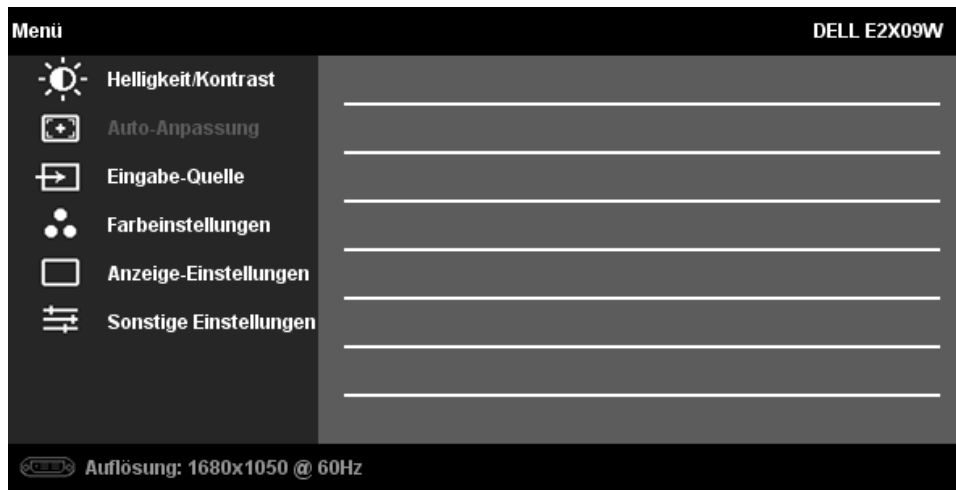 Menü DELL E2X09W
Helligkeit/Kontrast
Auto-Anpassung
Eingabe-Quelle
Farbeinstellungen
Anzeige-Einstellungen
Sonstige Einstellungen
Auflösung: 1680x1050 @ 60Hz